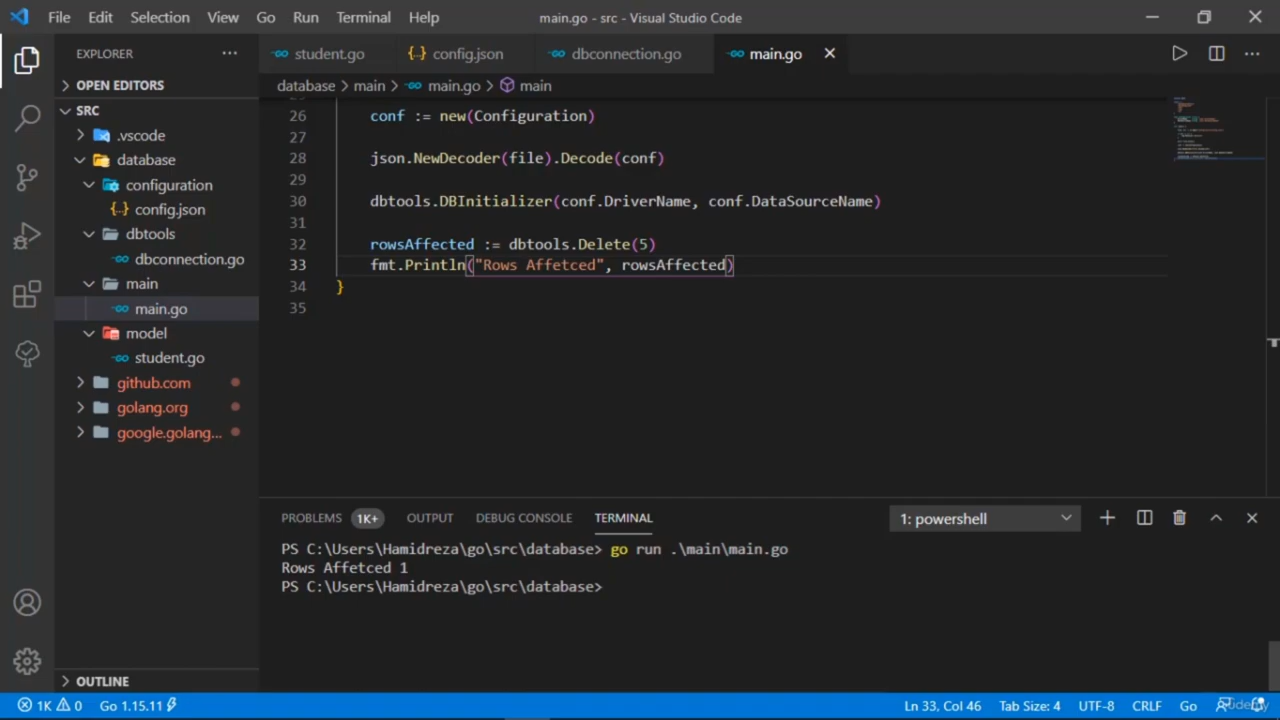 File Edit Selection View Go Run Terminal Help main.go - src - Visual Studio Code
EXPLORER
OPEN EDITORS
SRC
.vscode
database
configuration
config.json
dbtools
dbconnection.go
main
main.go
model
student.go
github.com
golang.org
google.golang...
OUTLINE
student.go config.json dbconnection.go main.go
database main main.go main
26 conf := new(Configuration)
27
28 json.NewDecoder(file).Decode(conf)
29
30 dbtools.DBInitializer(conf.DriverName, conf.DataSourceName)
31
32 rowsAffected := dbtools.Delete(5)
33 fmt.Println("Rows Affetced", rowsAffected)
34 }
35
PROBLEMS 1K+ OUTPUT DEBUG CONSOLE TERMINAL 1: powershell
PS C:\Users\Hamidreza\go\src\database> go run .\main\main.go
Rows Affetced 1
PS C:\Users\Hamidreza\go\src\database>
1K 0 Go 1.15.11 Ln 33, Col 46 Tab Size: 4 UTF-8 CRLF Go